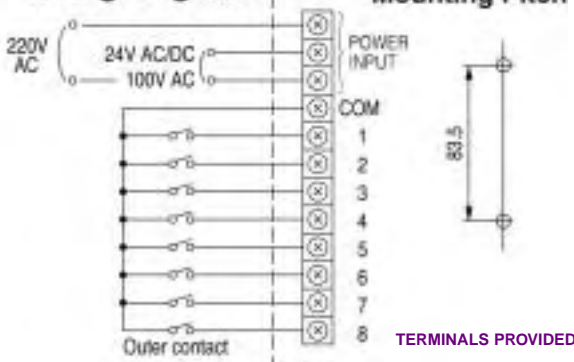 Mounting Pitch
220V
AC
24V AC/DC
100V AC
POWER
INPUT
COM
1
2
3
4
5
6
7
8
83.5
Outer contact
TERMINALS PROVIDED